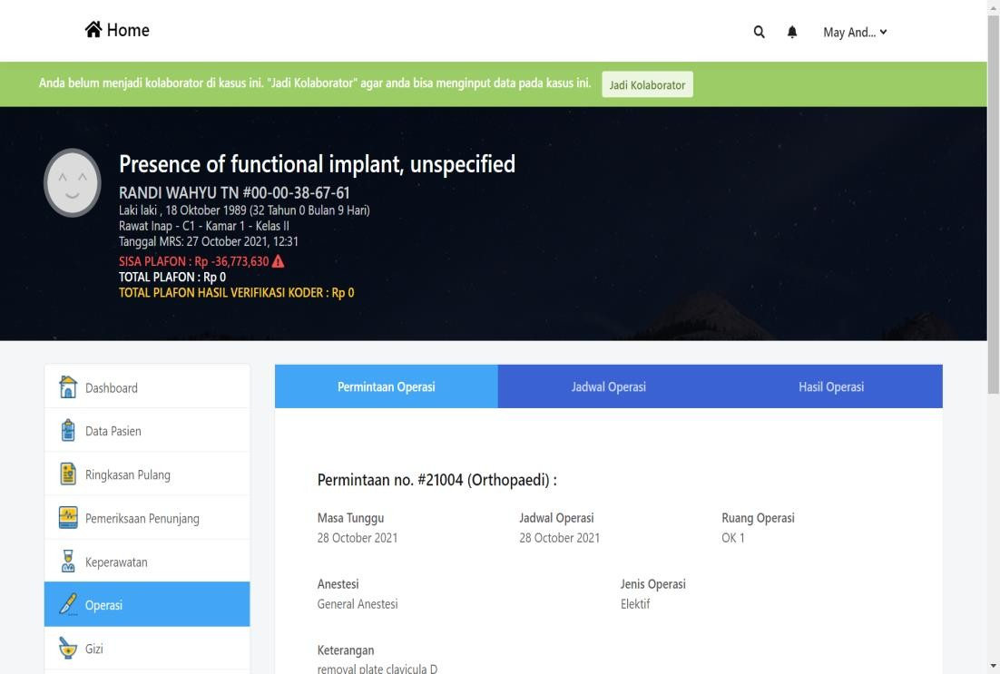 Home
May And...
Anda belum menjadi kolaborator di kasus ini. "Jadi Kolaborator" agar anda bisa menginput data pada kasus ini.
Jadi Kolaborator
Presence of functional implant, unspecified
RANDI WAHYU TN #00-00-38-67-61
Laki laki , 18 Oktober 1989 (32 Tahun 0 Bulan 9 Hari)
Rawat Inap - C1 - Kamar 1 - Kelas II
Tanggal MRS: 27 October 2021, 12:31
SISA PLAFON : Rp -36,773,630
TOTAL PLAFON : Rp 0
TOTAL PLAFON HASIL VERIFIKASI KODER : Rp 0
Dashboard
Data Pasien
Ringkasan Pulang
Pemeriksaan Penunjang
Keperawatan
Operasi
Gizi
Permintaan Operasi
Jadwal Operasi
Hasil Operasi
Permintaan no. #21004 (Orthopaedi) :
Masa Tunggu
28 October 2021
Jadwal Operasi
28 October 2021
Ruang Operasi
OK 1
Anestesi
General Anestesi
Jenis Operasi
Elektif
Keterangan
removal plate clavicula D